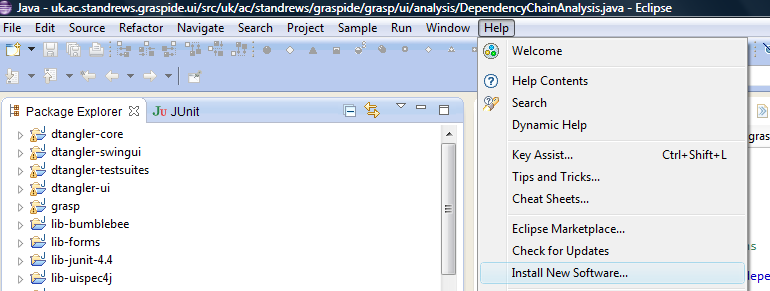 Java - uk.ac.standrews.graspide.ui/src/uk/ac/standrews/graspide/grasp/ui/analysis/DependencyChainAnalysis.java - Eclipse
File Edit Source Refactor Navigate Search Project Sample Run Window Help
Welcome
Help Contents
Search
Dynamic Help
Key Assist... Ctrl+Shift+L
Tips and Tricks...
Cheat Sheets...
Eclipse Marketplace...
Check for Updates
Install New Software...
Package Explorer JUnit
dtangler-core
dtangler-swingui
dtangler-testsuites
dtangler-ui
grasp
lib-bumblebee
lib-forms
lib-junit-4.4
lib-uispec4j
gras